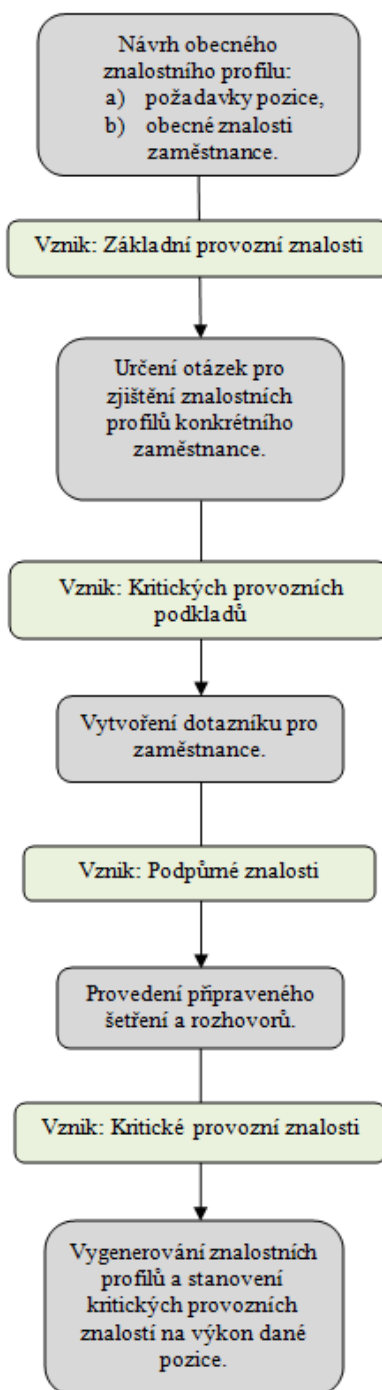 Návrh obecného
znalostního profilu:
a) požadavky pozice,
b) obecné znalosti
zaměstnance.
Vznik: Základní provozní znalosti
Určení otázek pro
zjištění znalostních
profilů konkrétního
zaměstnance.
Vznik: Kritických provozních
podkladů
Vytvoření dotazníku pro
zaměstnance.
Vznik: Podpůrné znalosti
Provedení připraveného
šetření a rozhovorů.
Vznik: Kritické provozní znalosti
Vygenerování znalostních
profilů a stanovení
kritických provozních
znalostí na výkon dané
pozice.